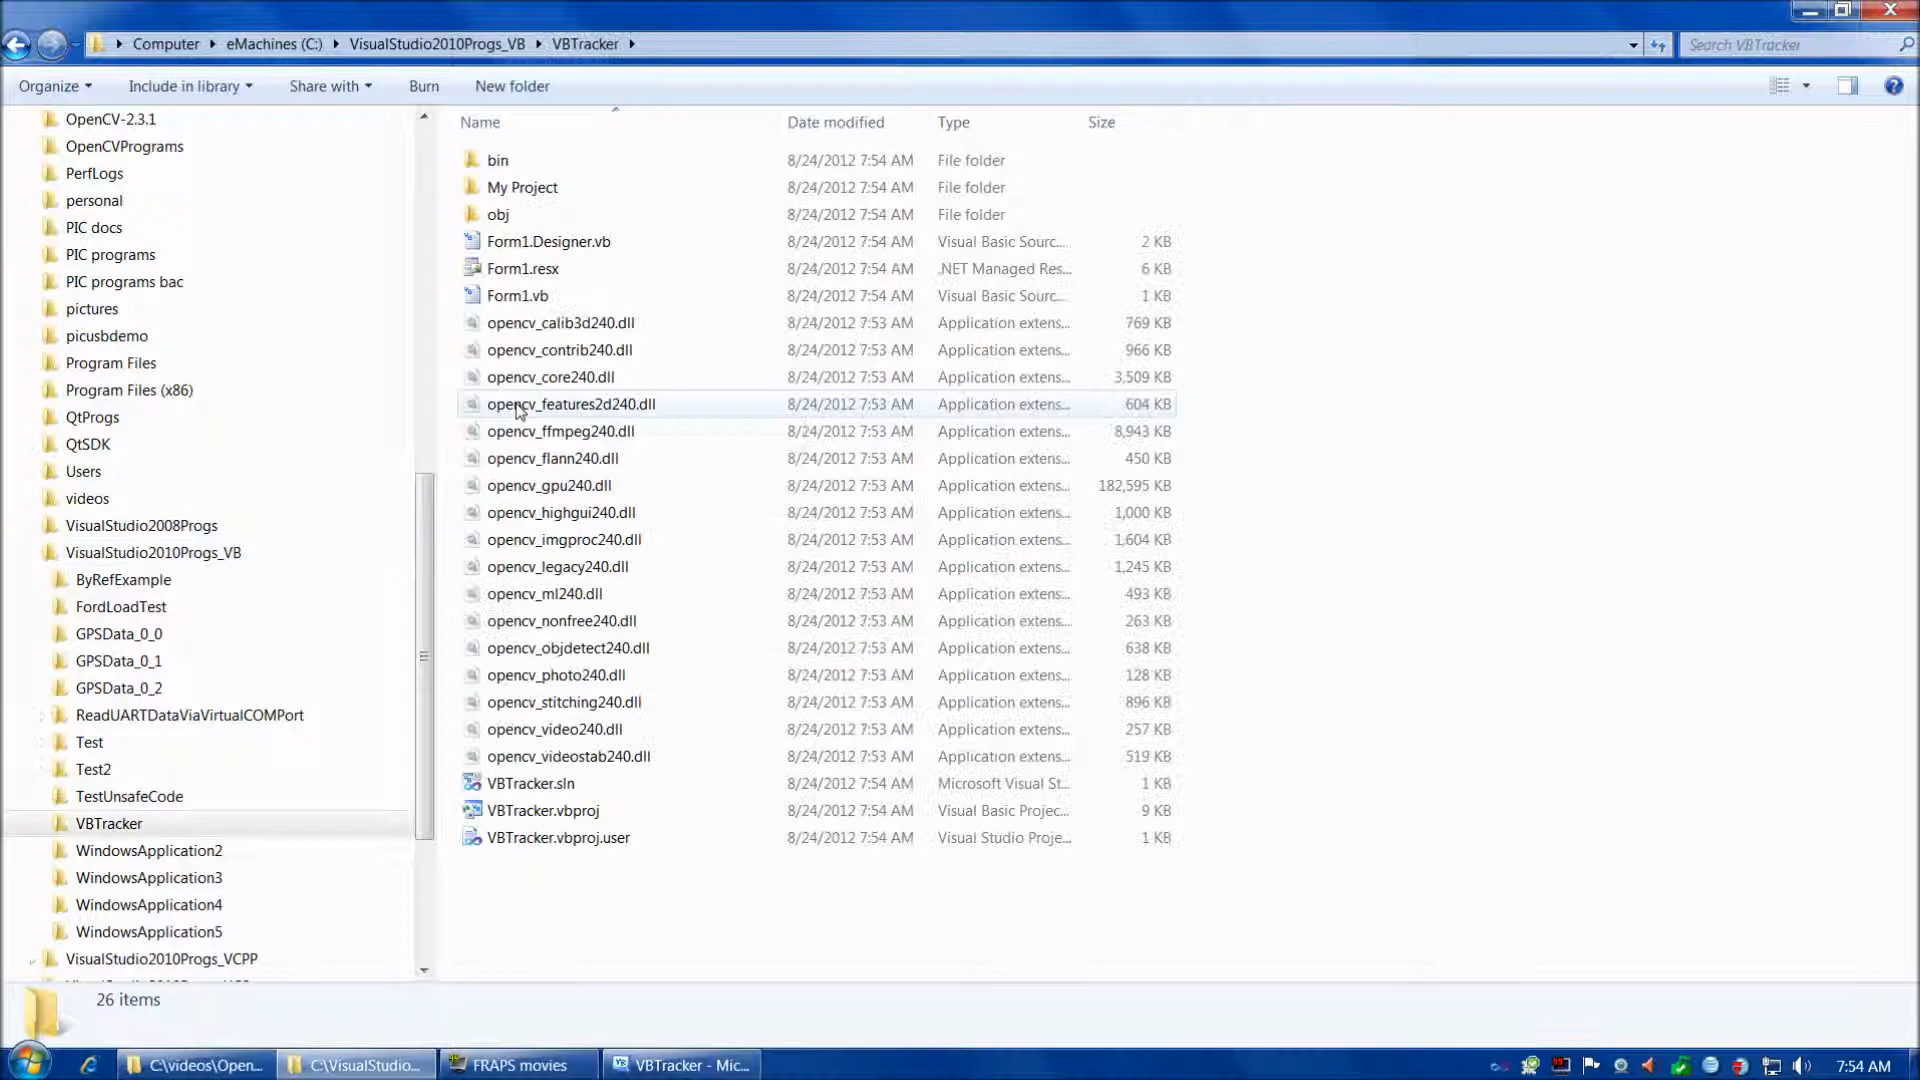 Computer eMachines (C:) VisualStudio2010Progs_VB VBTracker Search VBTracker
Organize Include in library Share with Burn New folder
OpenCV-2.3.1
OpenCVPrograms
PerfLogs
personal
PIC docs
PIC programs
PIC programs bac
pictures
picusbdemo
Program Files
Program Files (x86)
QtProgs
QtSDK
Users
videos
VisualStudio2008Progs
VisualStudio2010Progs_VB
ByRefExample
FordLoadTest
GPSData_0_0
GPSData_0_1
GPSData_0_2
ReadUARTDataViaVirtualCOMPort
Test
Test2
TestUnsafeCode
VBTracker
WindowsApplication2
WindowsApplication3
WindowsApplication4
WindowsApplication5
VisualStudio2010Progs_VCPP
Name Date modified Type Size
bin 8/24/2012 7:54 AM File folder
My Project 8/24/2012 7:54 AM File folder
obj 8/24/2012 7:54 AM File folder
Form1.Designer.vb 8/24/2012 7:54 AM Visual Basic Sourc... 2 KB
Form1.resx 8/24/2012 7:54 AM .NET Managed Res... 6 KB
Form1.vb 8/24/2012 7:54 AM Visual Basic Sourc... 1 KB
opencv_calib3d240.dll 8/24/2012 7:53 AM Application extens... 769 KB
opencv_contrib240.dll 8/24/2012 7:53 AM Application extens... 966 KB
opencv_core240.dll 8/24/2012 7:53 AM Application extens... 3,509 KB
opencv_features2d240.dll 8/24/2012 7:53 AM Application extens... 604 KB
opencv_ffmpeg240.dll 8/24/2012 7:53 AM Application extens... 8,943 KB
opencv_flann240.dll 8/24/2012 7:53 AM Application extens... 450 KB
opencv_gpu240.dll 8/24/2012 7:53 AM Application extens... 182,595 KB
opencv_highgui240.dll 8/24/2012 7:53 AM Application extens... 1,000 KB
opencv_imgproc240.dll 8/24/2012 7:53 AM Application extens... 1,604 KB
opencv_legacy240.dll 8/24/2012 7:53 AM Application extens... 1,245 KB
opencv_ml240.dll 8/24/2012 7:53 AM Application extens... 493 KB
opencv_nonfree240.dll 8/24/2012 7:53 AM Application extens... 263 KB
opencv_objdetect240.dll 8/24/2012 7:53 AM Application extens... 638 KB
opencv_photo240.dll 8/24/2012 7:53 AM Application extens... 128 KB
opencv_stitching240.dll 8/24/2012 7:53 AM Application extens... 896 KB
opencv_video240.dll 8/24/2012 7:53 AM Application extens... 257 KB
opencv_videostab240.dll 8/24/2012 7:53 AM Application extens... 519 KB
VBTracker.sln 8/24/2012 7:54 AM Microsoft Visual St... 1 KB
VBTracker.vbproj 8/24/2012 7:54 AM Visual Basic Projec... 9 KB
VBTracker.vbproj.user 8/24/2012 7:54 AM Visual Studio Proje... 1 KB
26 items
C:\videos\Open... C:\VisualStudio... FRAPS movies VBTracker - Mic... 7:54 AM